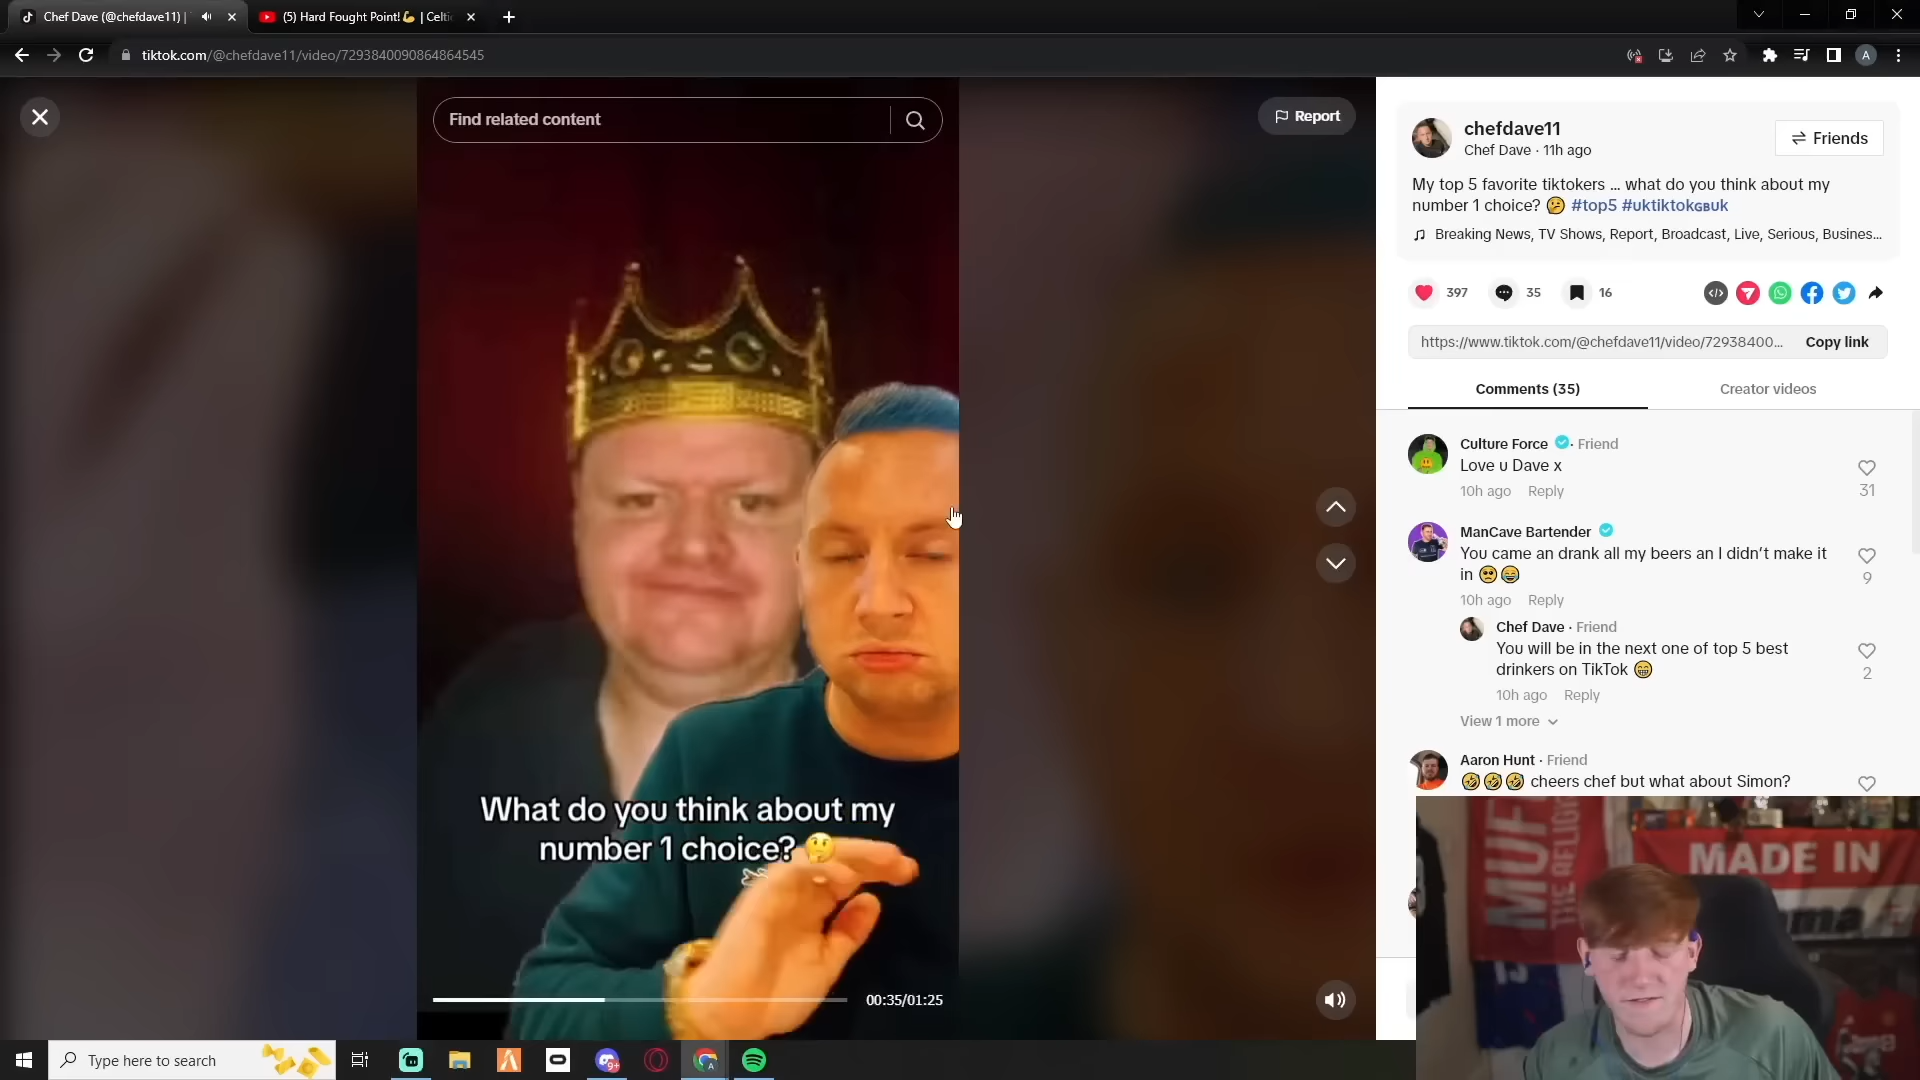 Chef Dave (@chefdave11) |
(5) Hard Fought Point!💪 | Celtic
tiktok.com/@chefdave11/video/7293840090864864545
A
Find related content
Report
What do you think about my
number 1 choice? 🤔
00:35/01:25
chefdave11
Chef Dave · 11h ago
Friends
My top 5 favorite tiktokers ... what do you think about my
number 1 choice? 🤔 #top5 #uktiktok🇬🇧uk
Breaking News, TV Shows, Report, Broadcast, Live, Serious, Busines...
397
35
16
https://www.tiktok.com/@chefdave11/video/72938400...
Copy link
Comments (35)
Creator videos
Culture Force · Friend
Love u Dave x
10h ago Reply
31
ManCave Bartender
You came an drank all my beers an I didn't make it
in 🥺😂
9
10h ago Reply
Chef Dave · Friend
You will be in the next one of top 5 best
drinkers on TikTok 😁
2
10h ago Reply
View 1 more
Aaron Hunt · Friend
🤣🤣🤣 cheers chef but what about Simon?
MUF
THE RELIGI
MADE IN
Type here to search
9+
A